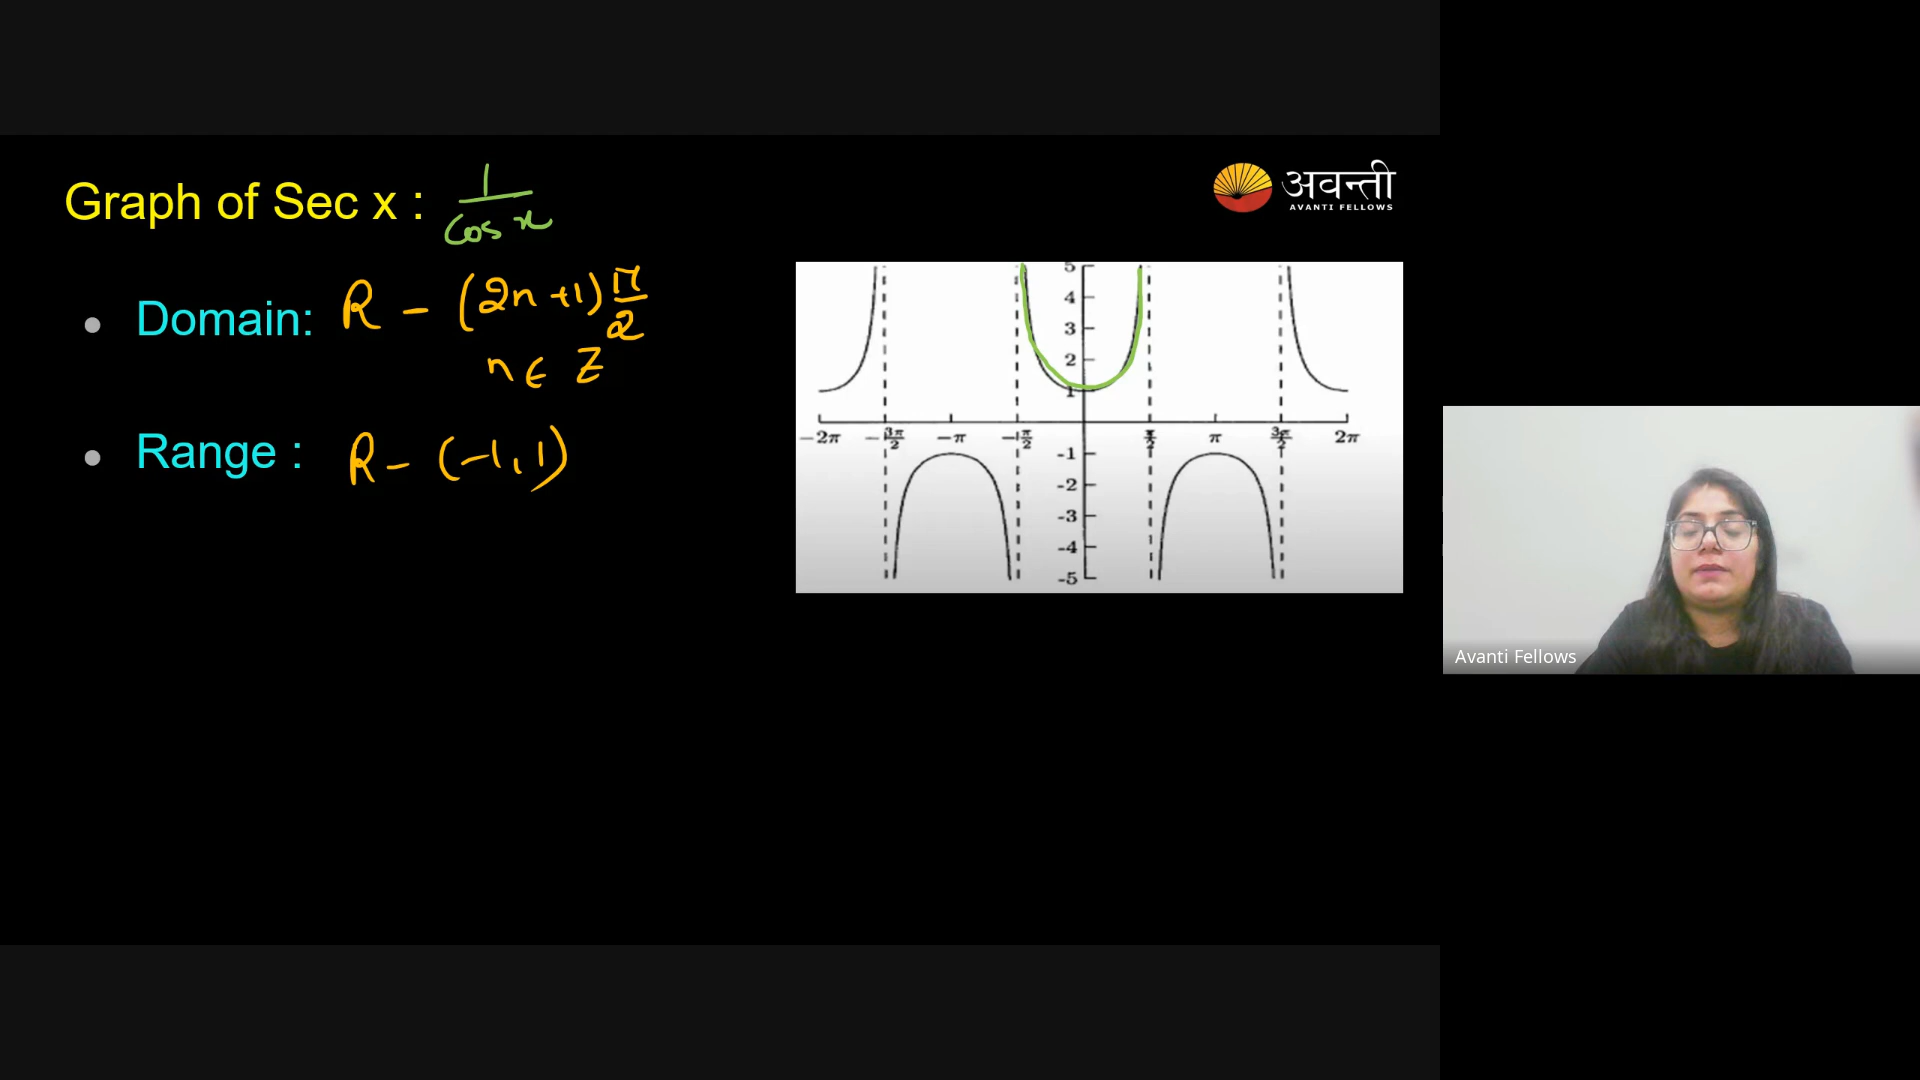 Graph of Sec x : 1/cos x
अवन्ती
AVANTI FELLOWS
• Domain: R - (2n+1) π/2
n ∈ Z
• Range : R - (-1, 1)
5
4
3
2
1
-2π -3π/2 -π -π/2 π/2 π 3π/2 2π
-1
-2
-3
-4
-5
Avanti Fellows